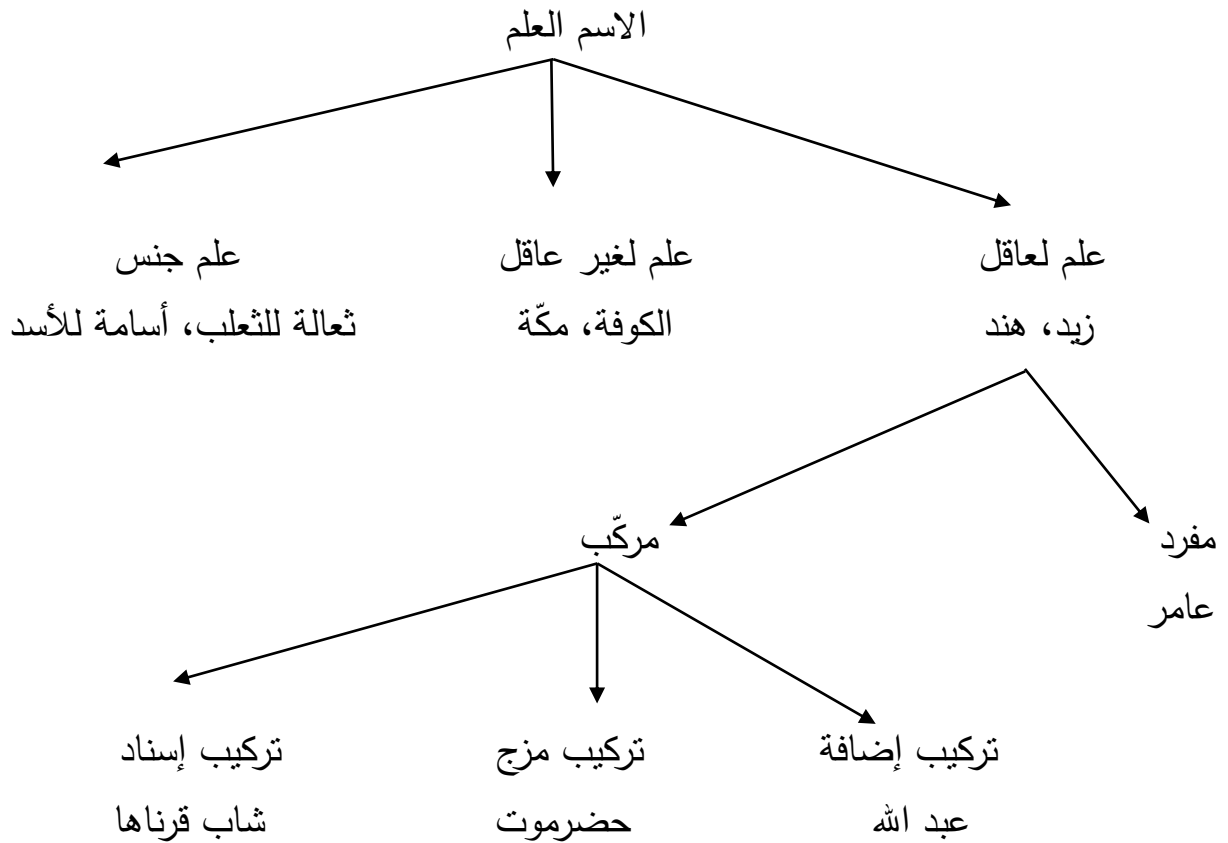 الاسم العلم
علم لعاقل
زيد، هند
علم لغير عاقل
الكوفة، مكّة
علم جنس
ثعالة للثعلب، أسامة للأسد
مفرد
عامر
مركّب
تركيب إضافة
عبد الله
تركيب مزج
حضرموت
تركيب إسناد
شاب قرناها